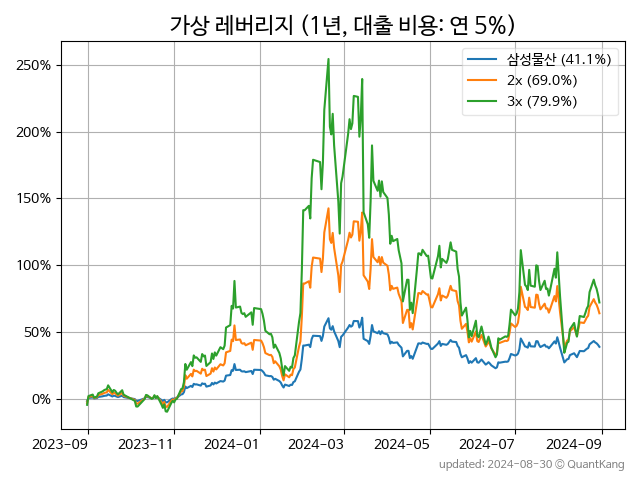 가상 레버리지 (1년, 대출 비용: 연 5%)
삼성물산 (41.1%)
2x (69.0%)
3x (79.9%)
250%
200%
150%
100%
50%
0%
2023-09 2023-11 2024-01 2024-03 2024-05 2024-07 2024-09
updated: 2024-08-30 © QuantKang